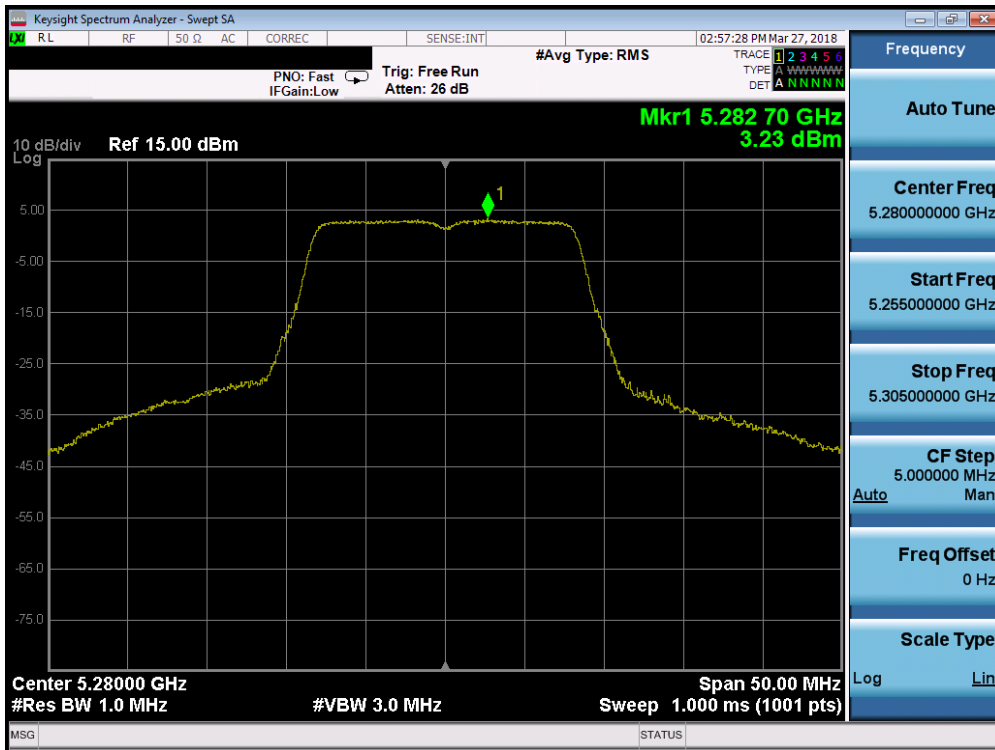 Keysight Spectrum Analyzer - Swept SA
LXI RL RF 50 Ω AC CORREC SENSE:INT 02:57:28 PM Mar 27, 2018
PNO: Fast
IFGain:Low
Trig: Free Run
Atten: 26 dB
#Avg Type: RMS
TRACE 1 2 3 4 5 6
TYPE A WWWWWW
DET A N N N N N
Mkr1 5.282 70 GHz
3.23 dBm
10 dB/div
Log
Ref 15.00 dBm
1
5.00
-5.00
-15.0
-25.0
-35.0
-45.0
-55.0
-65.0
-75.0
Center 5.28000 GHz
Span 50.00 MHz
#Res BW 1.0 MHz
#VBW 3.0 MHz
Sweep 1.000 ms (1001 pts)
MSG
STATUS
Frequency
Auto Tune
Center Freq
5.280000000 GHz
Start Freq
5.255000000 GHz
Stop Freq
5.305000000 GHz
CF Step
5.000000 MHz
Auto Man
Freq Offset
0 Hz
Scale Type
Log Lin